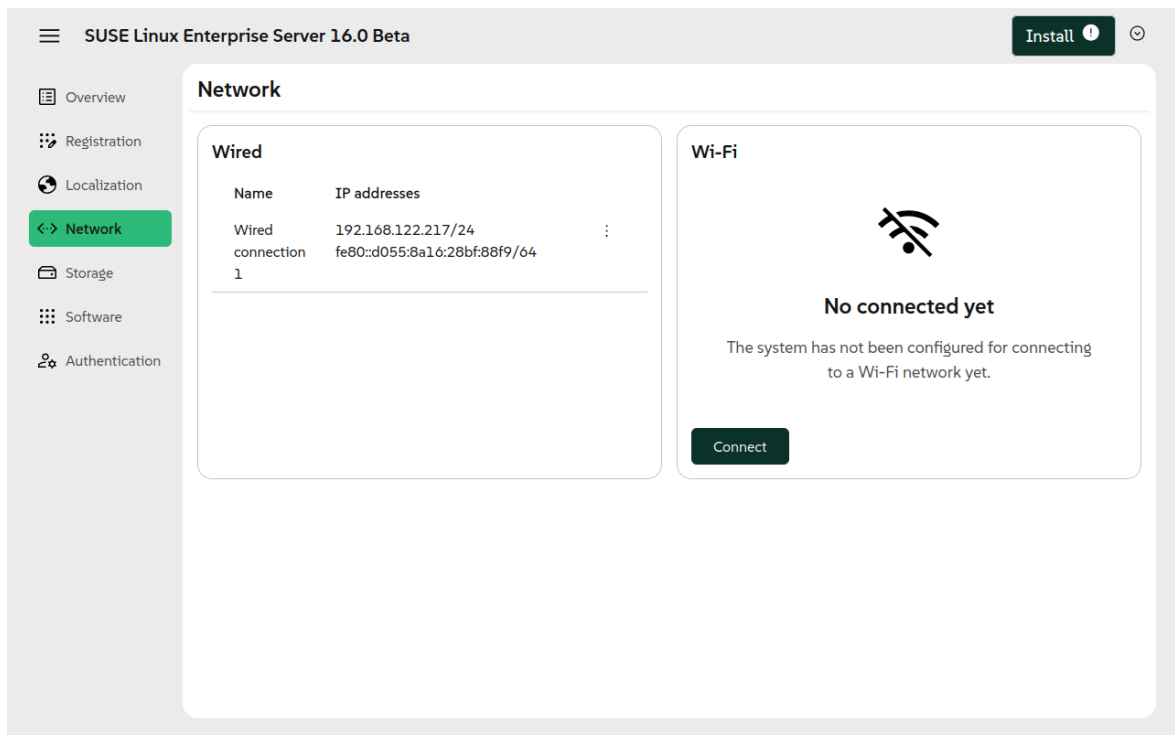 SUSE Linux Enterprise Server 16.0 Beta
Install !
Overview
Registration
Localization
Network
Storage
Software
Authentication
Network
Wired
Name IP addresses
Wired 192.168.122.217/24
connection fe80::d055:8a16:28bf:88f9/64
1
Wi-Fi
No connected yet
The system has not been configured for connecting
to a Wi-Fi network yet.
Connect